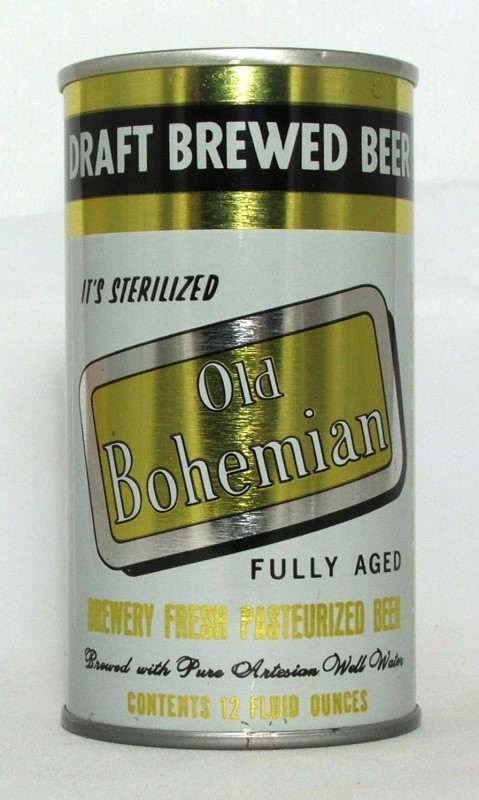 DRAFT BREWED BEER
IT'S STERILIZED
Old
Bohemian
FULLY AGED
BREWERY FRESH PASTEURIZED BEER
Brewed with Pure Artesian Well Water
CONTENTS 12 FLUID OUNCES